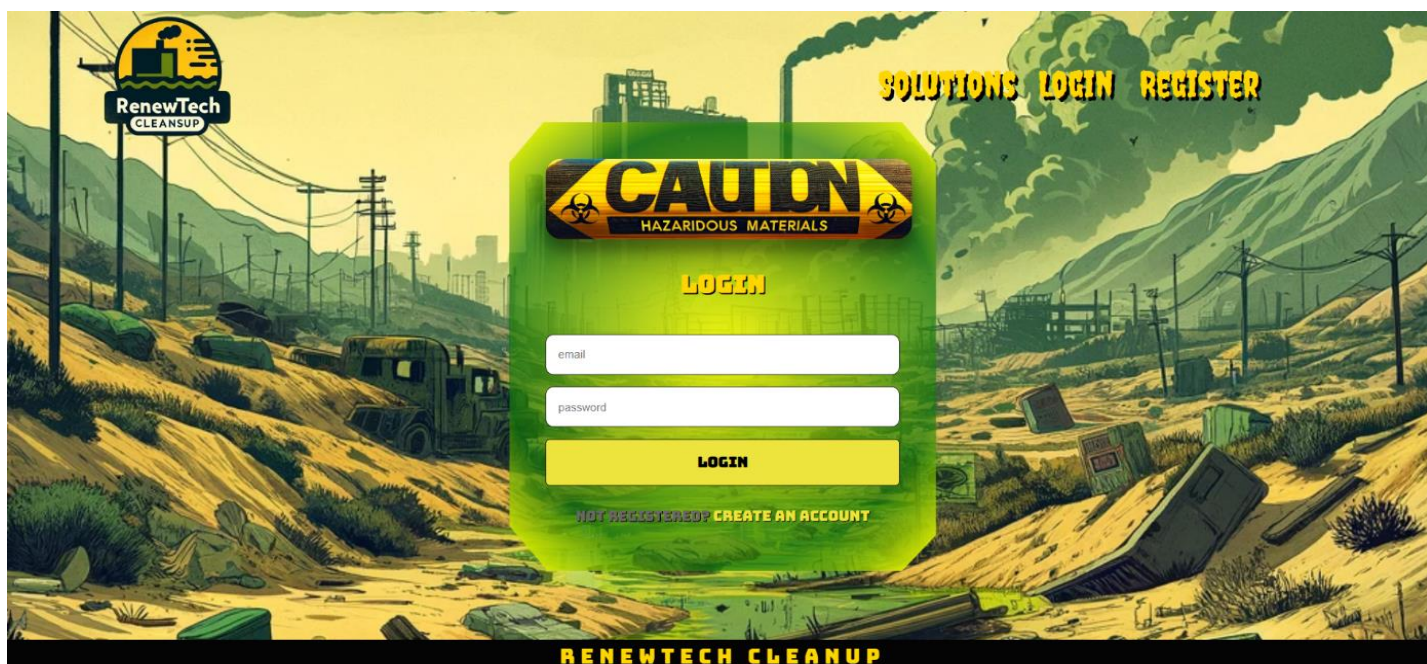 RenewTech
CLEANSUP
SOLUTIONS LOGIN REGISTER
CAUTION
HAZARIDOUS MATERIALS
LOGIN
email
password
LOGIN
NOT REGISTERED? CREATE AN ACCOUNT
RENEWTECH CLEANUP